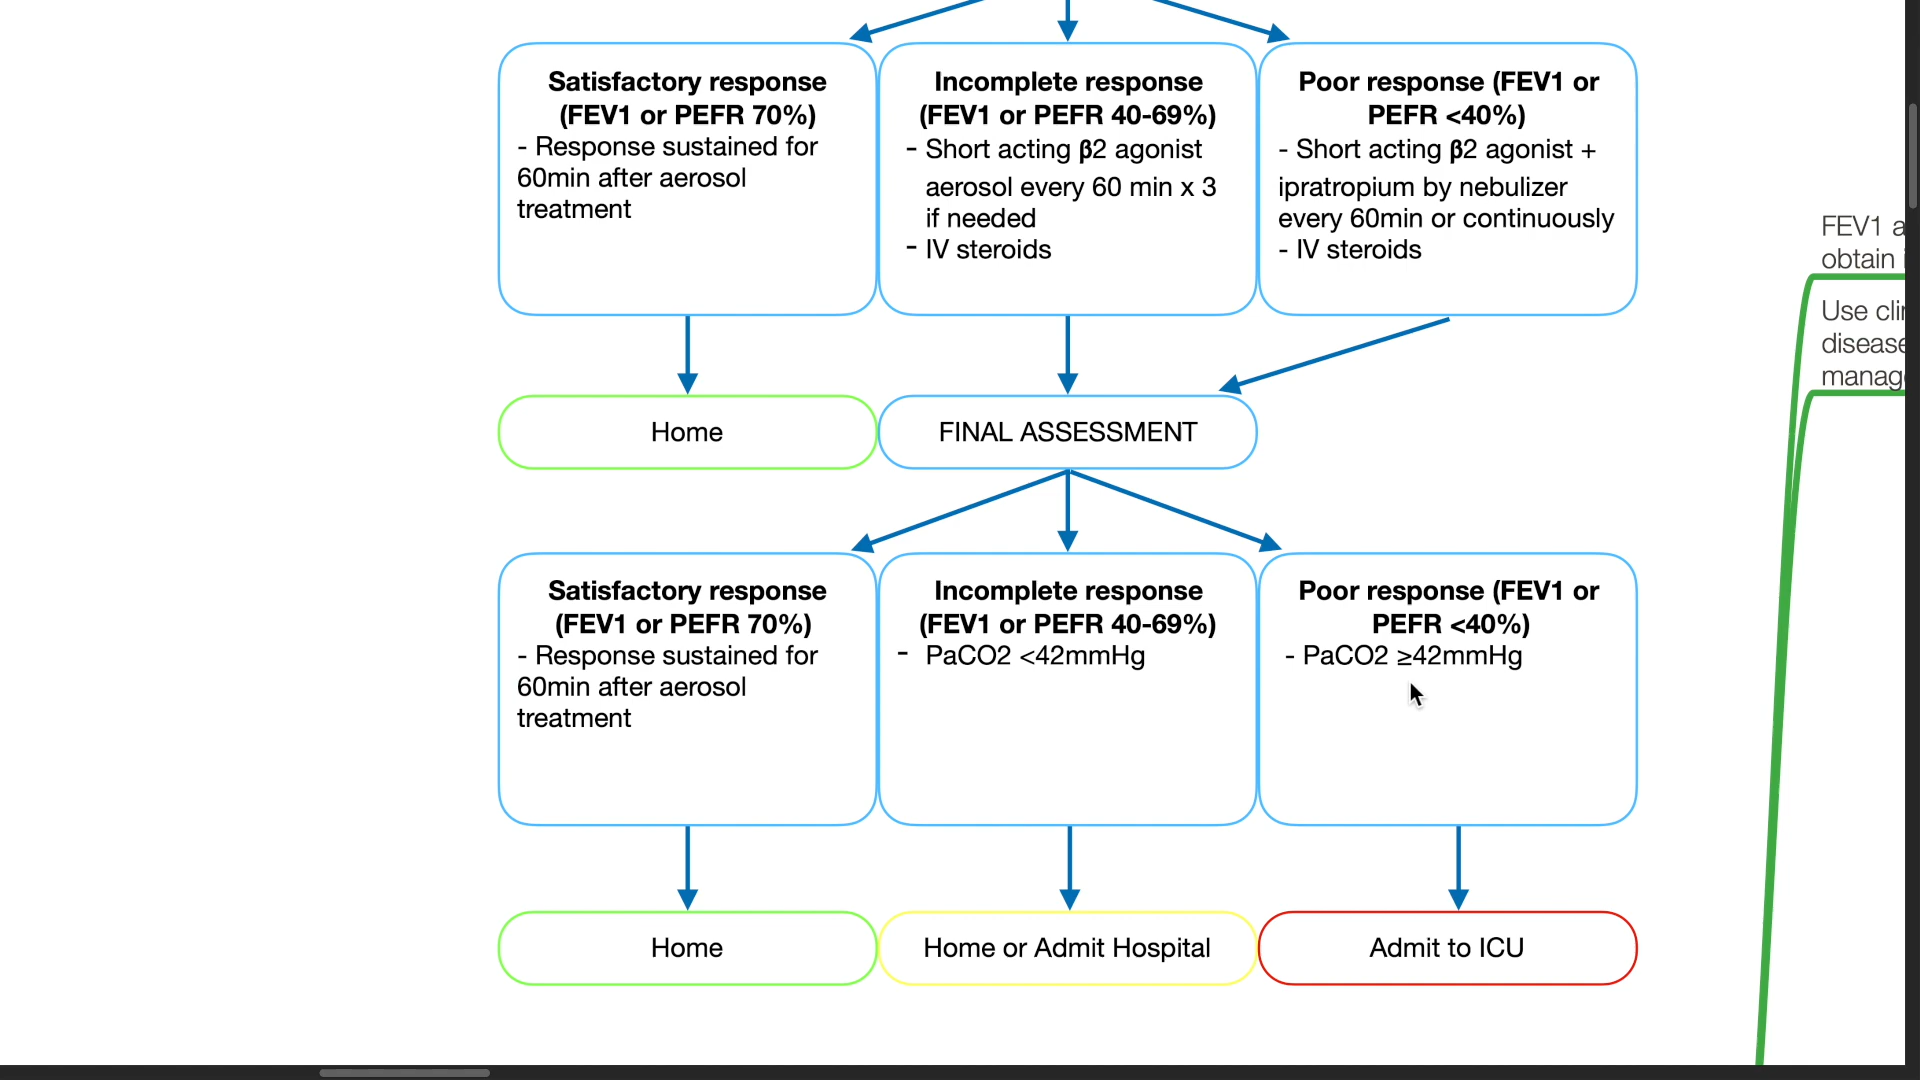 Satisfactory response
(FEV1 or PEFR 70%)
- Response sustained for
60min after aerosol
treatment
Incomplete response
(FEV1 or PEFR 40-69%)
- Short acting β2 agonist
aerosol every 60 min x 3
if needed
- IV steroids
Poor response (FEV1 or
PEFR <40%)
- Short acting β2 agonist +
ipratropium by nebulizer
every 60min or continuously
- IV steroids
FEV1
obtain
Use
disease
Home
FINAL ASSESSMENT
Satisfactory response
(FEV1 or PEFR 70%)
- Response sustained for
60min after aerosol
treatment
Incomplete response
(FEV1 or PEFR 40-69%)
- PaCO2 <42mmHg
Poor response (FEV1 or
PEFR <40%)
- PaCO2 ≥42mmHg
Home
Home or Admit Hospital
Admit to ICU